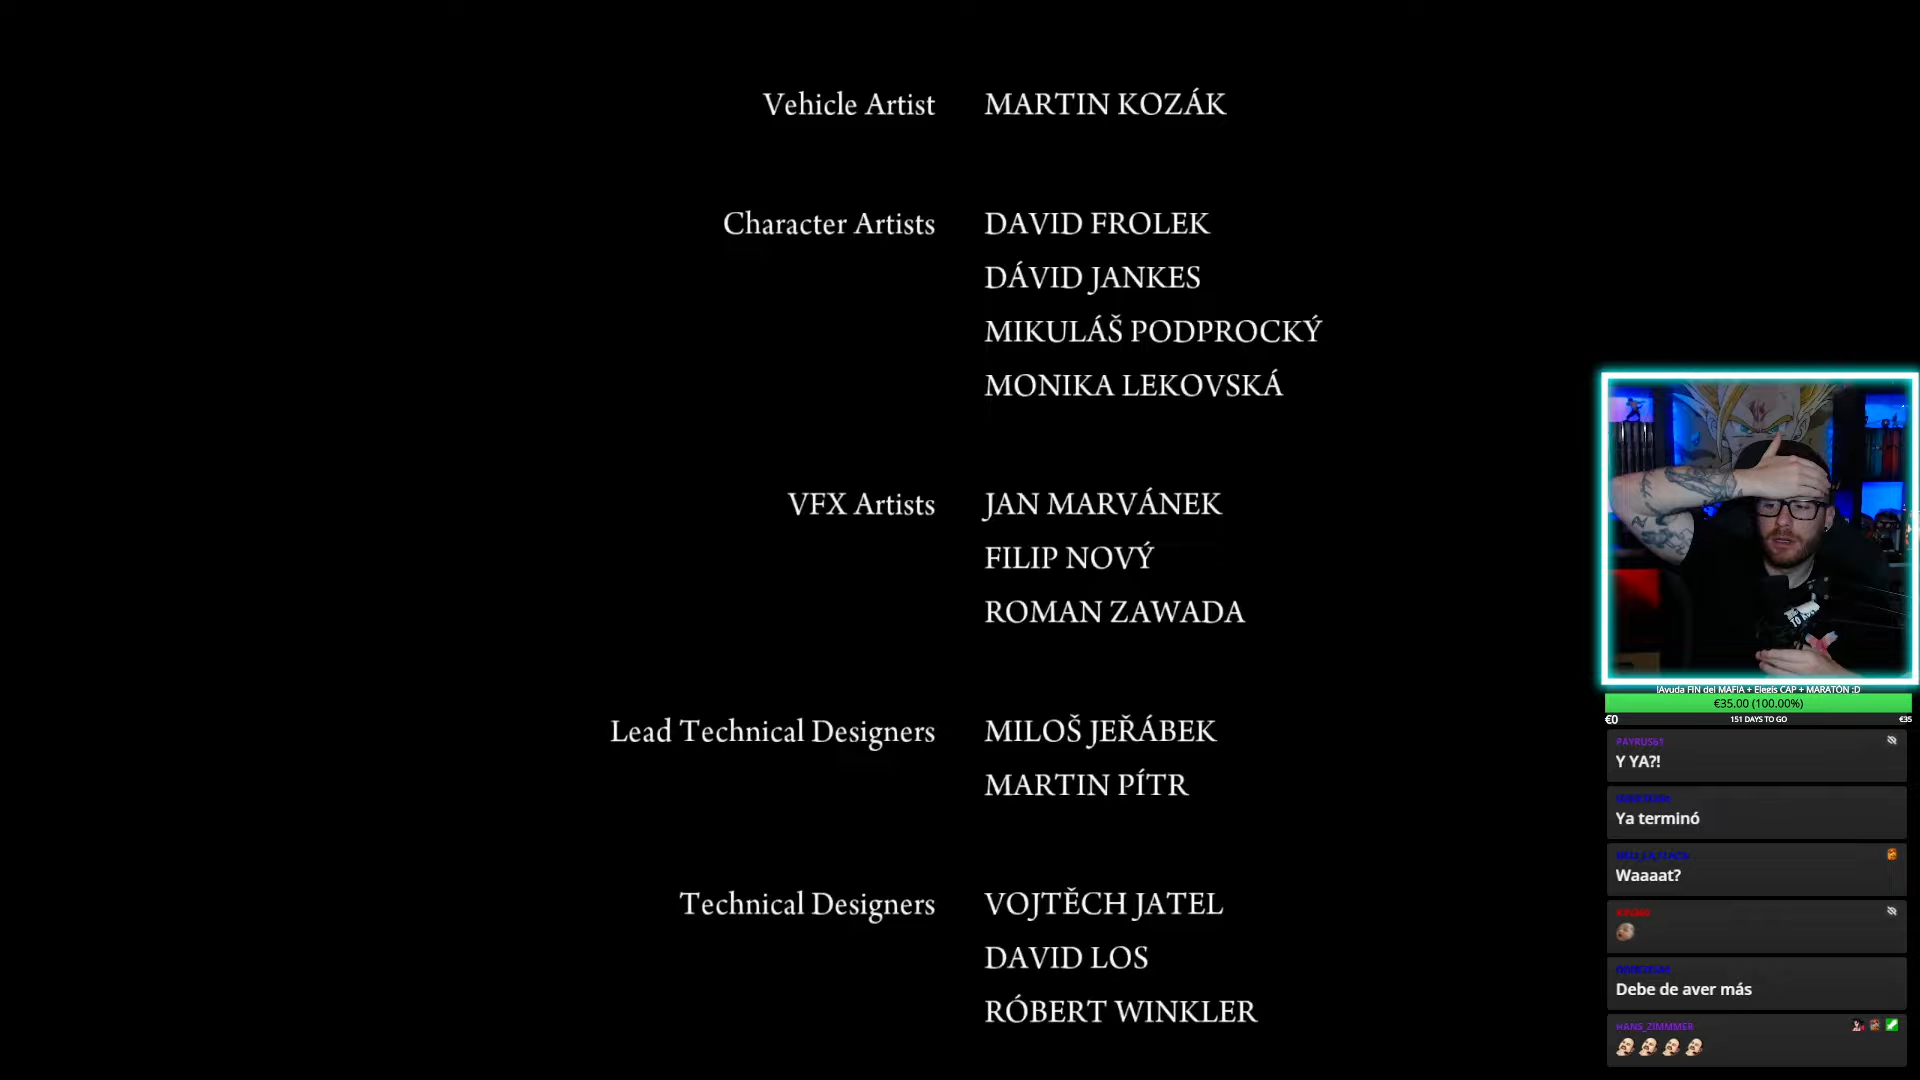 Vehicle Artist MARTIN KOZÁK
Character Artists DAVID FROLEK
DÁVID JANKES
MIKULÁŠ PODPROCKÝ
MONIKA LEKOVSKÁ
VFX Artists JAN MARVÁNEK
FILIP NOVÝ
ROMAN ZAWADA
Lead Technical Designers MILOŠ JEŘÁBEK
MARTIN PÍTR
Technical Designers VOJTĚCH JATEL
DAVID LOS
RÓBERT WINKLER
FIN del MAFIA + Elegís CAP + MARATÓN :D
€35.00 (100.00%)
€0 151 DAYS TO GO €35
PAYRUS61
Y YA?!
Ya terminó
Waaaat?
Debe de aver más
HANS_ZIMMMER